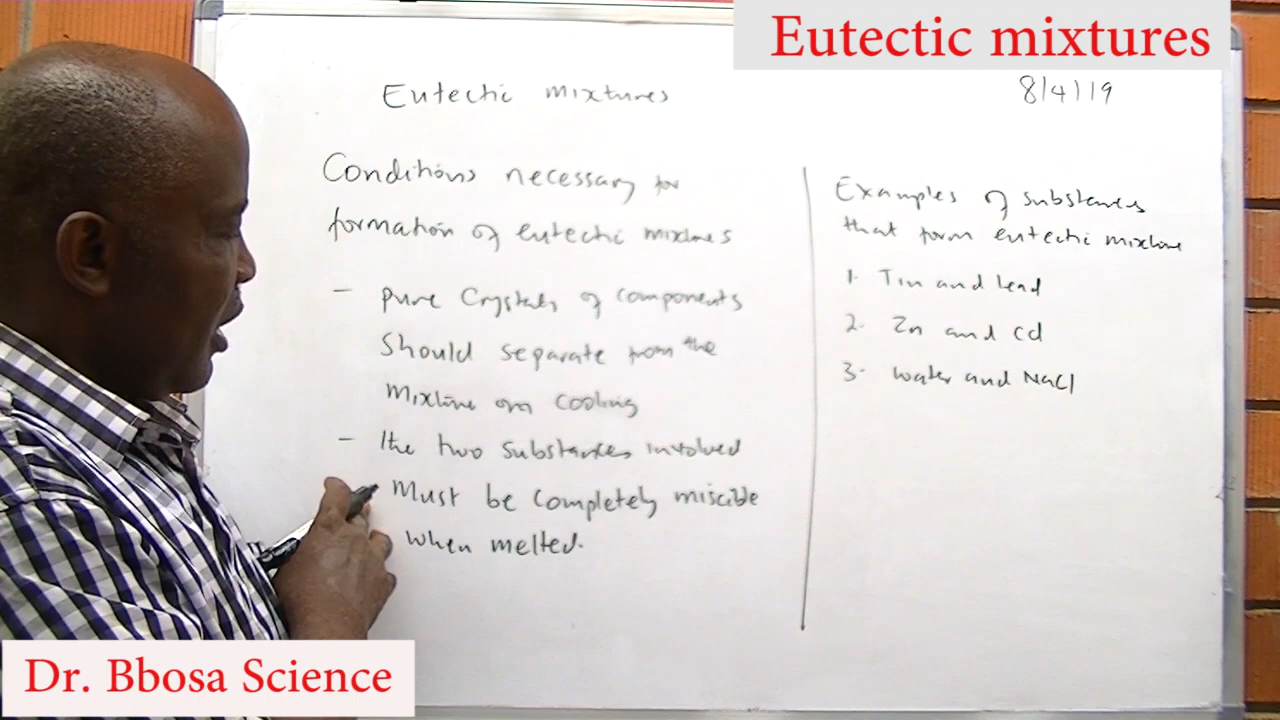 Eutectic mixtures
Eutectic mixtures
8/4/19
Conditions necessary for
formation of eutectic mixtures
- pure Crystals of components
Should separate from the
Mixture on cooling
- The two substances involved
Must be completely miscible
when melted.
Examples of substances
that form eutectic mixture
1. Tin and lead
2. Zn and Cd
3. water and NaCl
Dr. Bbosa Science